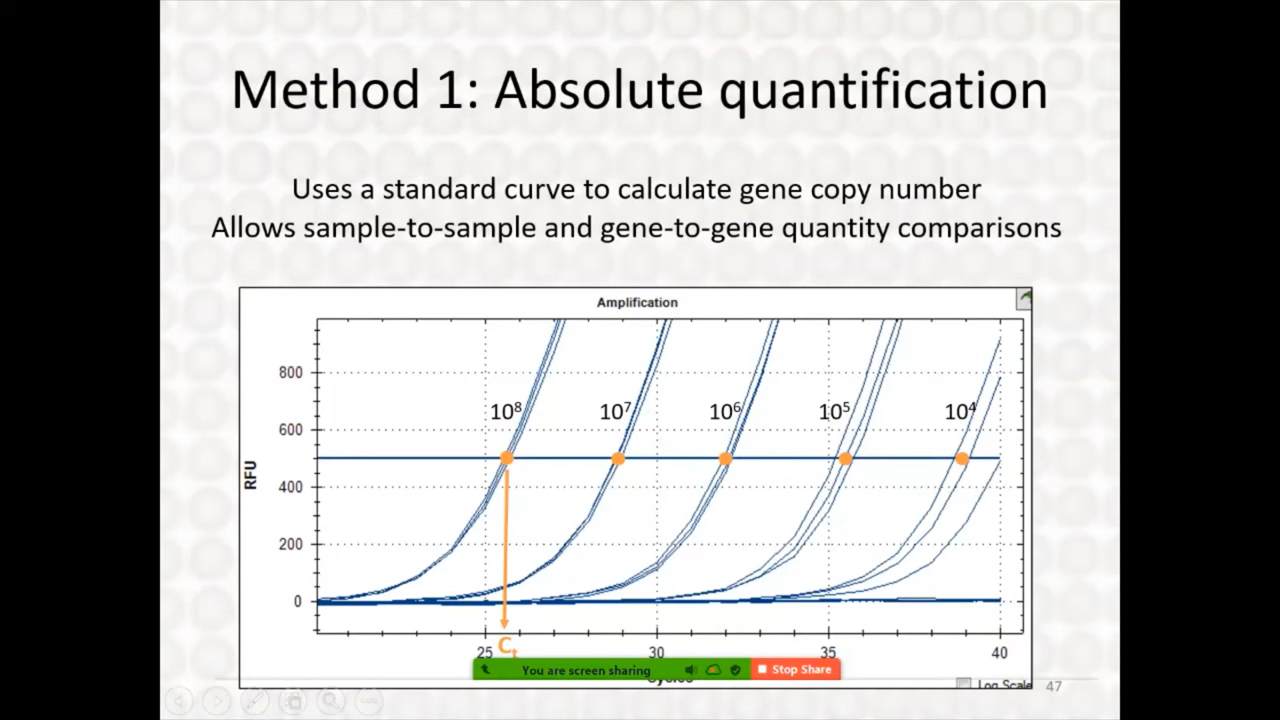 Method 1: Absolute quantification
Uses a standard curve to calculate gene copy number
Allows sample-to-sample and gene-to-gene quantity comparisons
Amplification
800
600
400
200
0
RFU
10⁸ 10⁷ 10⁶ 10⁵ 10⁴
25 30 35 40
Cₜ
You are screen sharing
Stop Share
Cycles
Log Scale
47